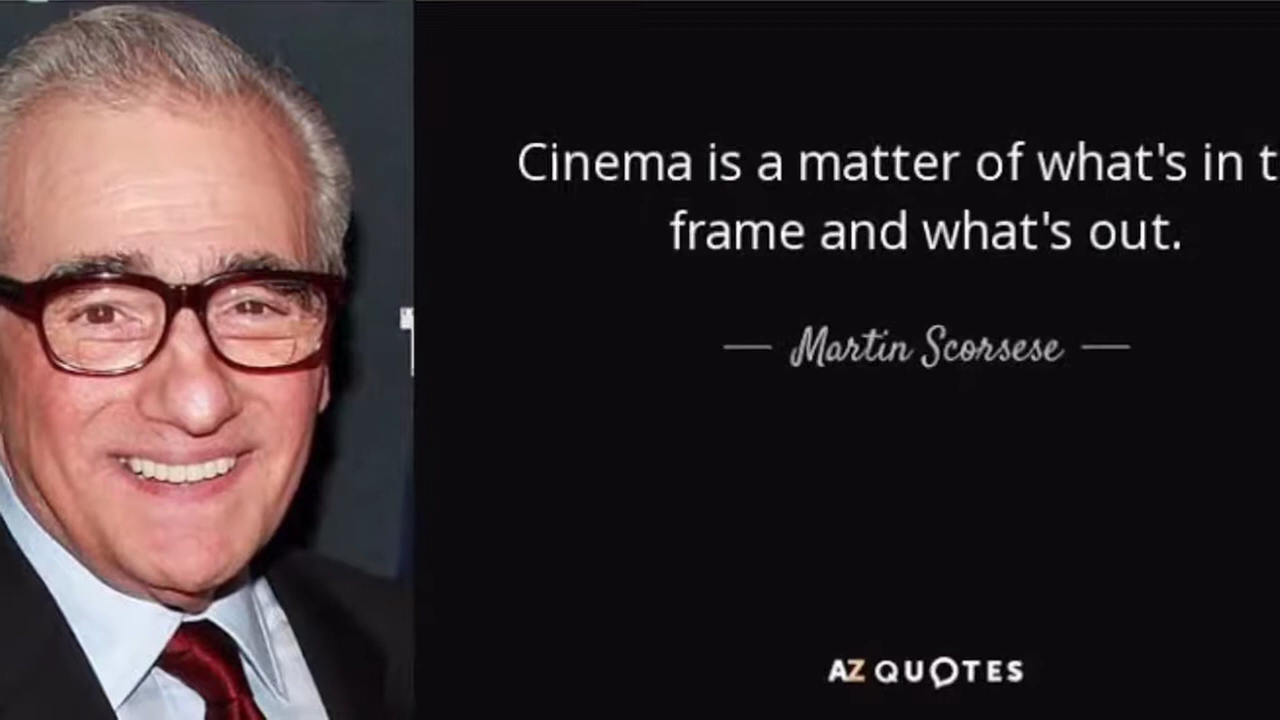 Cinema is a matter of what's in t
frame and what's out.
— Martin Scorsese —
AZ QUOTES